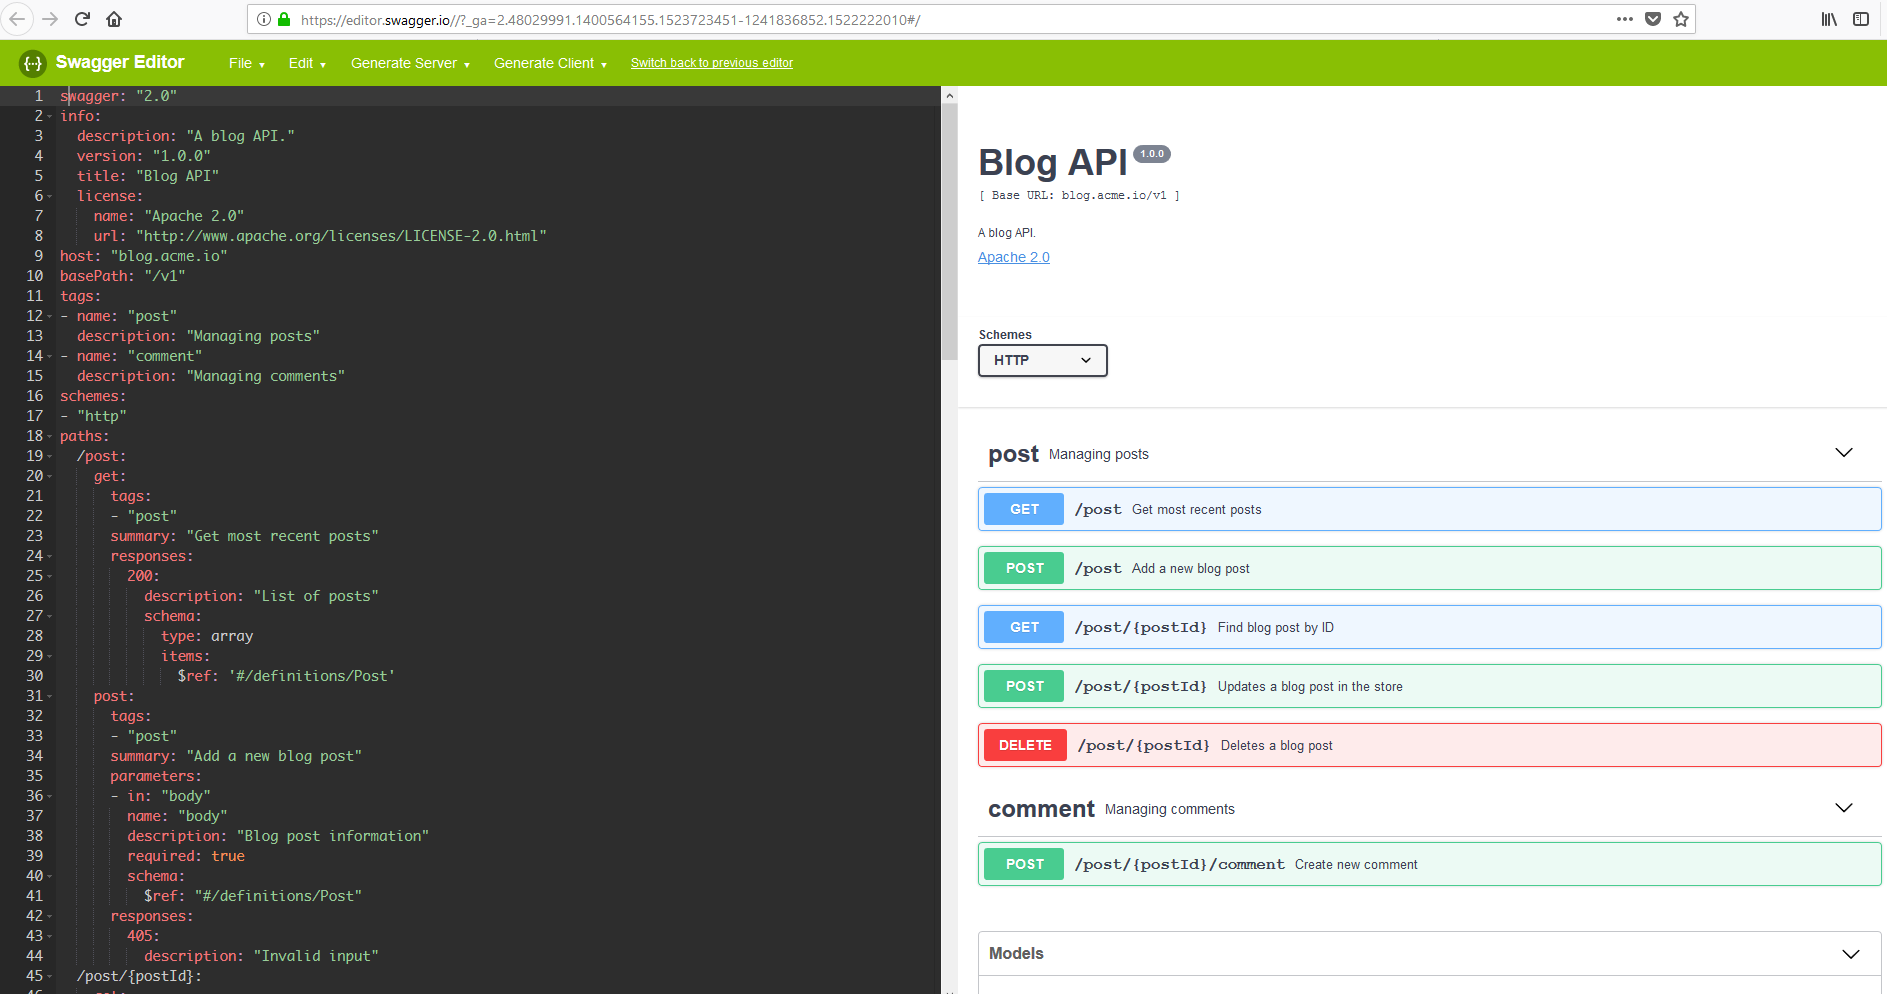 https://editor.swagger.io//?_ga=2.48029991.1400564155.1523723451-1241836852.1522222010#/
{··} Swagger Editor File Edit Generate Server Generate Client Switch back to previous editor
1 swagger: "2.0"
2 info:
3 description: "A blog API."
4 version: "1.0.0"
5 title: "Blog API"
6 license:
7 name: "Apache 2.0"
8 url: "http://www.apache.org/licenses/LICENSE-2.0.html"
9 host: "blog.acme.io"
10 basePath: "/v1"
11 tags:
12 - name: "post"
13 description: "Managing posts"
14 - name: "comment"
15 description: "Managing comments"
16 schemes:
17 - "http"
18 paths:
19 /post:
20 get:
21 tags:
22 - "post"
23 summary: "Get most recent posts"
24 responses:
25 200:
26 description: "List of posts"
27 schema:
28 type: array
29 items:
30 $ref: '#/definitions/Post'
31 post:
32 tags:
33 - "post"
34 summary: "Add a new blog post"
35 parameters:
36 - in: "body"
37 name: "body"
38 description: "Blog post information"
39 required: true
40 schema:
41 $ref: "#/definitions/Post"
42 responses:
43 405:
44 description: "Invalid input"
45 /post/{postId}:
Blog API 1.0.0
[ Base URL: blog.acme.io/v1 ]
A blog API.
Apache 2.0
Schemes
HTTP
post Managing posts
GET /post Get most recent posts
POST /post Add a new blog post
GET /post/{postId} Find blog post by ID
POST /post/{postId} Updates a blog post in the store
DELETE /post/{postId} Deletes a blog post
comment Managing comments
POST /post/{postId}/comment Create new comment
Models